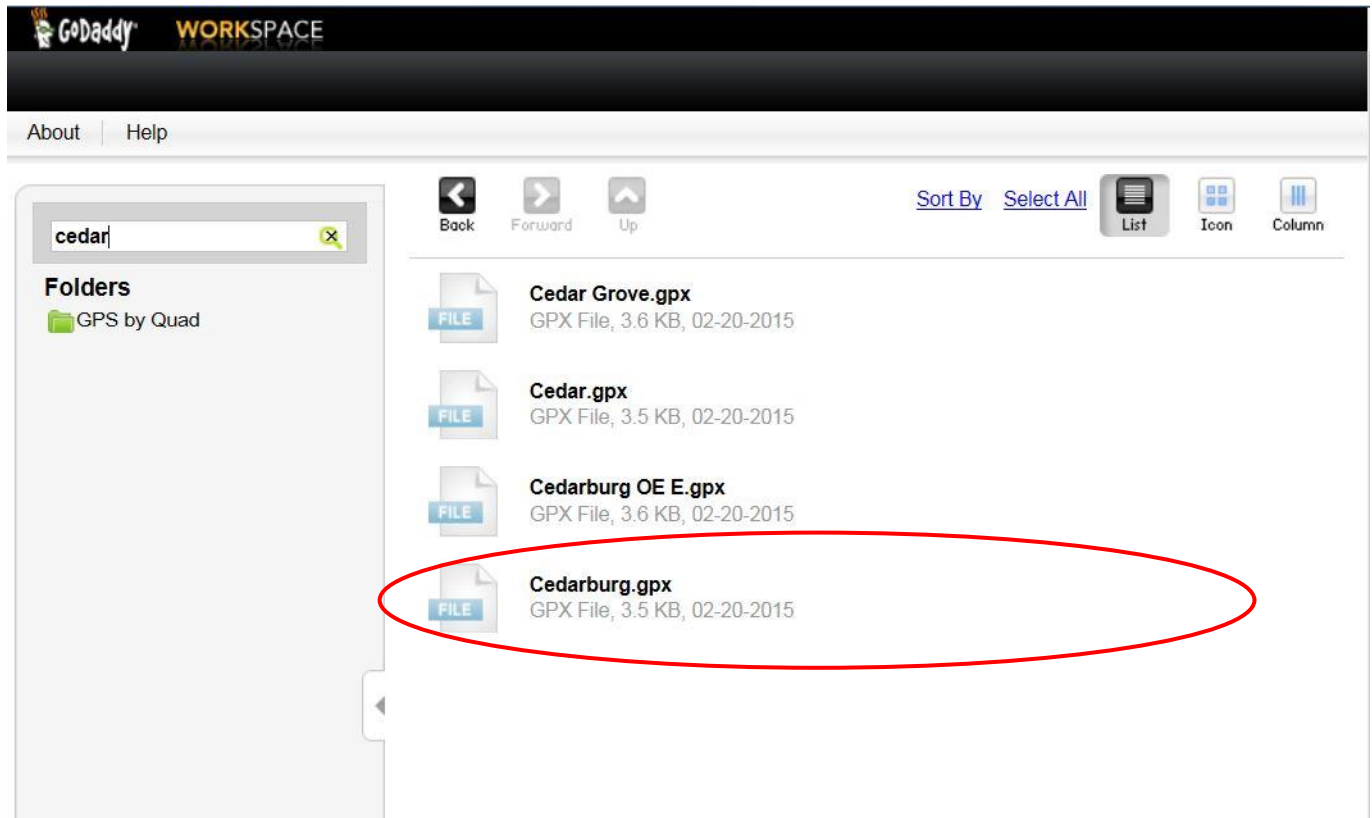 GoDaddy WORKSPACE
About Help
cedar
Folders
GPS by Quad
Back Forward Up Sort By Select All List Icon Column
FILE Cedar Grove.gpx
GPX File, 3.6 KB, 02-20-2015
FILE Cedar.gpx
GPX File, 3.5 KB, 02-20-2015
FILE Cedarburg OE E.gpx
GPX File, 3.6 KB, 02-20-2015
FILE Cedarburg.gpx
GPX File, 3.5 KB, 02-20-2015